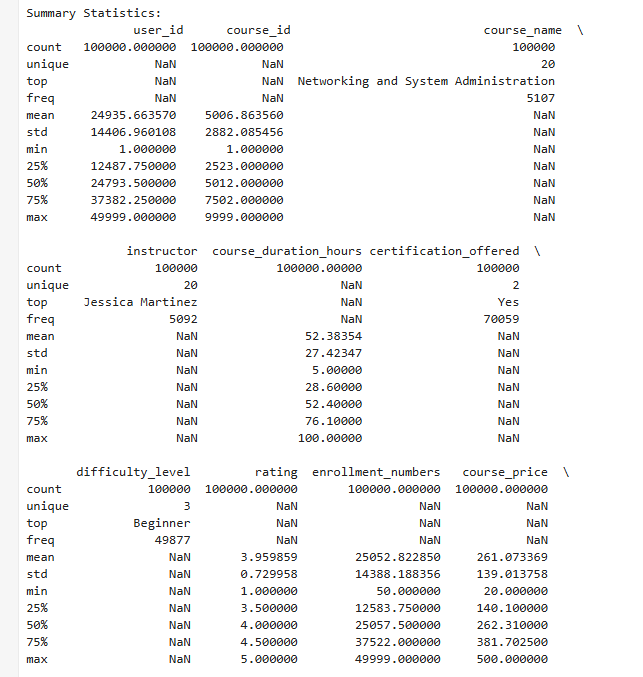 Summary Statistics:
user_id course_id course_name \
count 100000.000000 100000.000000 100000
unique NaN NaN 20
top NaN NaN Networking and System Administration
freq NaN NaN 5107
mean 24935.663570 5006.863560 NaN
std 14406.960108 2882.085456 NaN
min 1.000000 1.000000 NaN
25% 12487.750000 2523.000000 NaN
50% 24793.500000 5012.000000 NaN
75% 37382.250000 7502.000000 NaN
max 49999.000000 9999.000000 NaN
instructor course_duration_hours certification_offered \
count 100000 100000.00000 100000
unique 20 NaN 2
top Jessica Martinez NaN Yes
freq 5092 NaN 70059
mean NaN 52.38354 NaN
std NaN 27.42347 NaN
min NaN 5.00000 NaN
25% NaN 28.60000 NaN
50% NaN 52.40000 NaN
75% NaN 76.10000 NaN
max NaN 100.00000 NaN
difficulty_level rating enrollment_numbers course_price \
count 100000 100000.000000 100000.000000 100000.000000
unique 3 NaN NaN NaN
top Beginner NaN NaN NaN
freq 49877 NaN NaN NaN
mean NaN 3.959859 25052.822850 261.073369
std NaN 0.729958 14388.188356 139.013758
min NaN 1.000000 50.000000 20.000000
25% NaN 3.500000 12583.750000 140.100000
50% NaN 4.000000 25057.500000 262.310000
75% NaN 4.500000 37522.000000 381.702500
max NaN 5.000000 49999.000000 500.000000